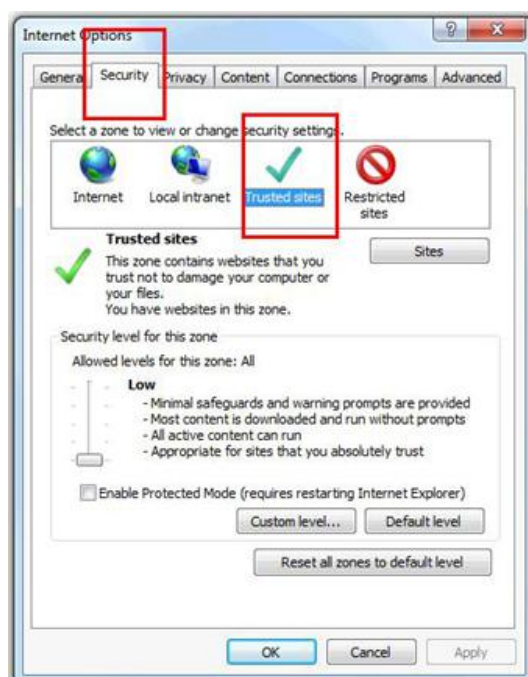 Internet Options
General Security Privacy Content Connections Programs Advanced
Select a zone to view or change security settings.
Internet Local intranet Trusted sites Restricted
sites
Trusted sites
Sites
This zone contains websites that you
trust not to damage your computer or
your files.
You have websites in this zone.
Security level for this zone
Allowed levels for this zone: All
Low
- Minimal safeguards and warning prompts are provided
- Most content is downloaded and run without prompts
- All active content can run
- Appropriate for sites that you absolutely trust
Enable Protected Mode (requires restarting Internet Explorer)
Custom level... Default level
Reset all zones to default level
OK Cancel Apply